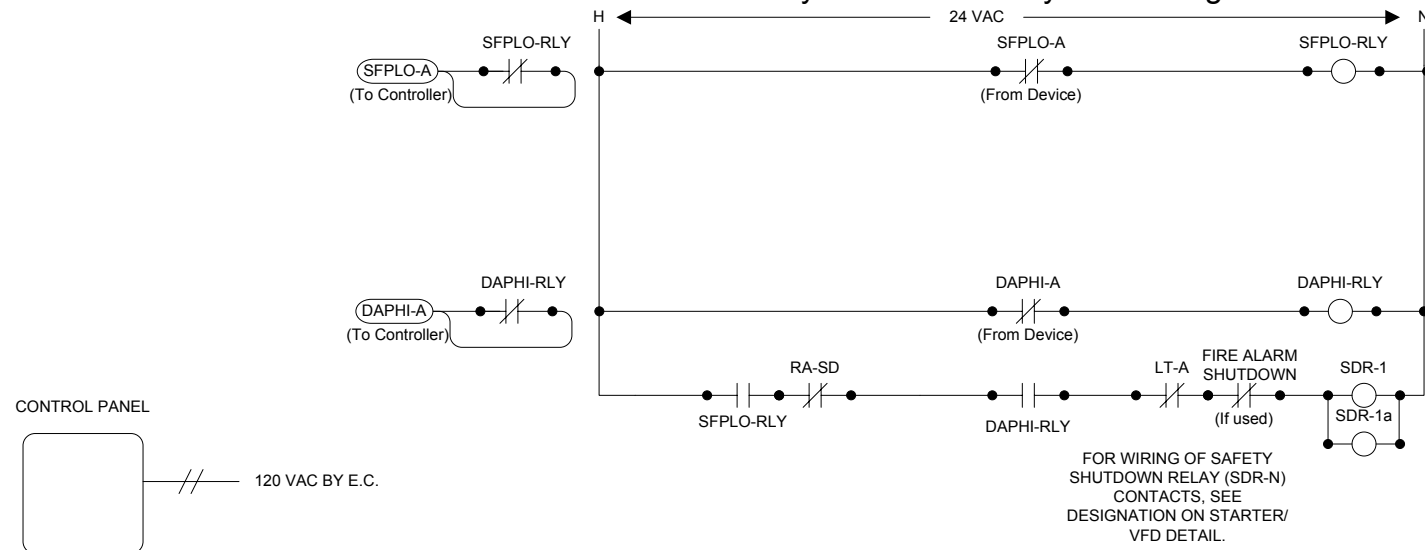 H
24 VAC
N
SFPLO-RLY
SFPLO-A
SFPLO-RLY
SFPLO-A
(To Controller)
(From Device)
DAPHI-RLY
DAPHI-A
DAPHI-RLY
DAPHI-A
(To Controller)
(From Device)
RA-SD
LT-A
FIRE ALARM
SHUTDOWN
SDR-1
SFPLO-RLY
DAPHI-RLY
(If used)
SDR-1a
CONTROL PANEL
120 VAC BY E.C.
FOR WIRING OF SAFETY
SHUTDOWN RELAY (SDR-N)
CONTACTS, SEE
DESIGNATION ON STARTER/
VFD DETAIL.